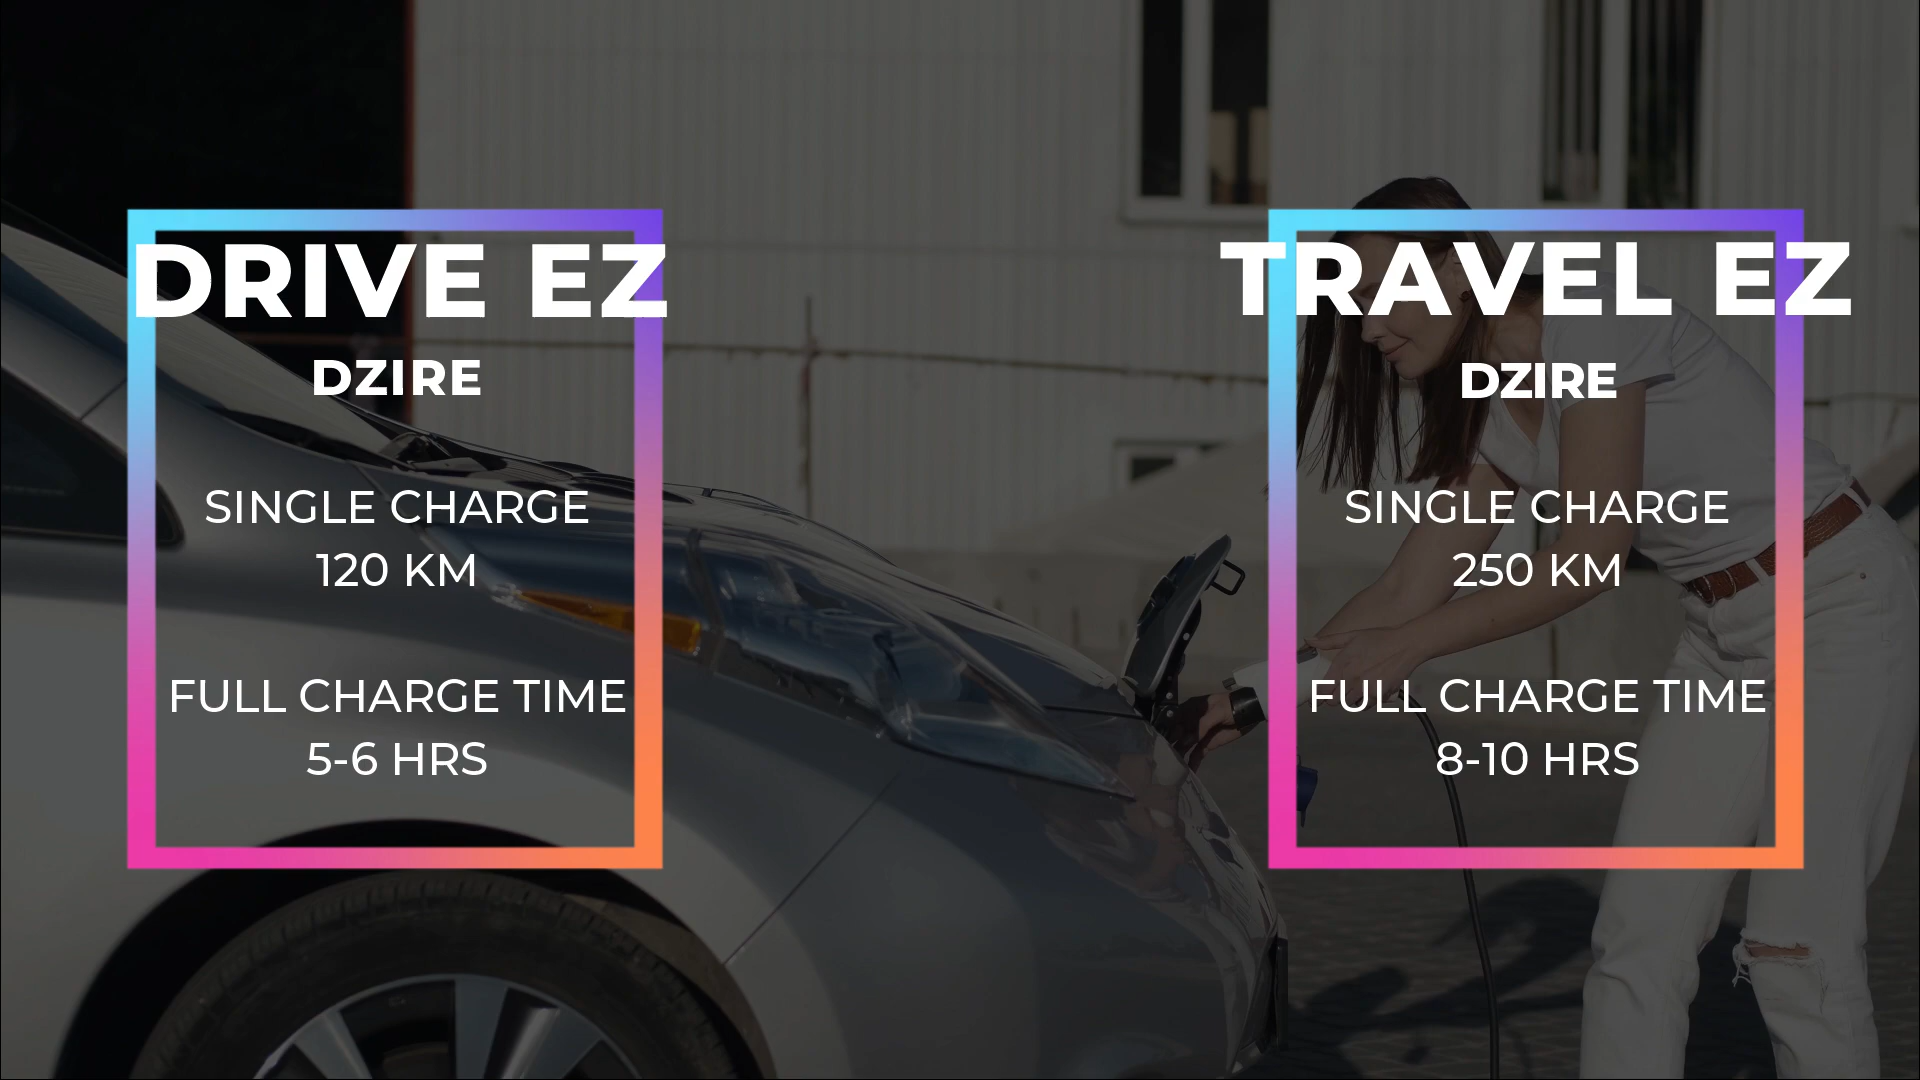 DRIVE EZ
DZIRE
SINGLE CHARGE
120 KM
FULL CHARGE TIME
5-6 HRS
TRAVEL EZ
DZIRE
SINGLE CHARGE
250 KM
FULL CHARGE TIME
8-10 HRS